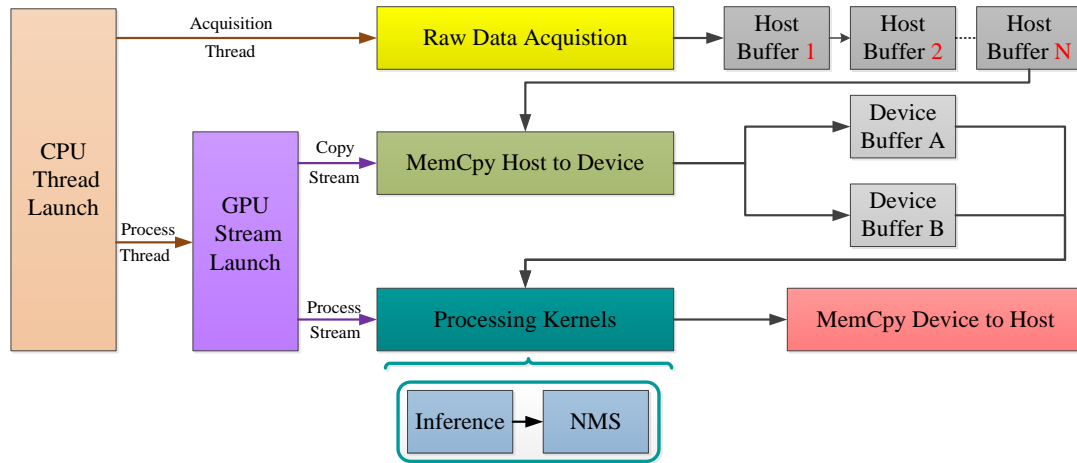 Acquisition
Thread
Raw Data Acquistion
Host
Buffer 1
Host
Buffer 2
Host
Buffer N
CPU
Thread
Launch
Process
Thread
GPU
Stream
Launch
Copy
Stream
MemCpy Host to Device
Device
Buffer A
Device
Buffer B
Process
Stream
Processing Kernels
MemCpy Device to Host
Inference
NMS